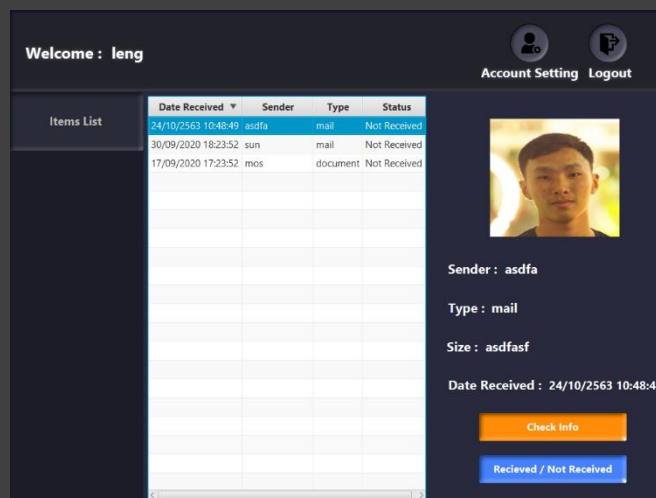 Welcome : leng
Account Setting Logout
Items List
Date Received ▼ Sender Type Status
24/10/2563 10:48:49 asdfa mail Not Received
30/09/2020 18:23:52 sun mail Not Received
17/09/2020 17:23:52 mos document Not Received
Sender : asdfa
Type : mail
Size : asdfasf
Date Received : 24/10/2563 10:48:4
Check Info
Recieved / Not Received